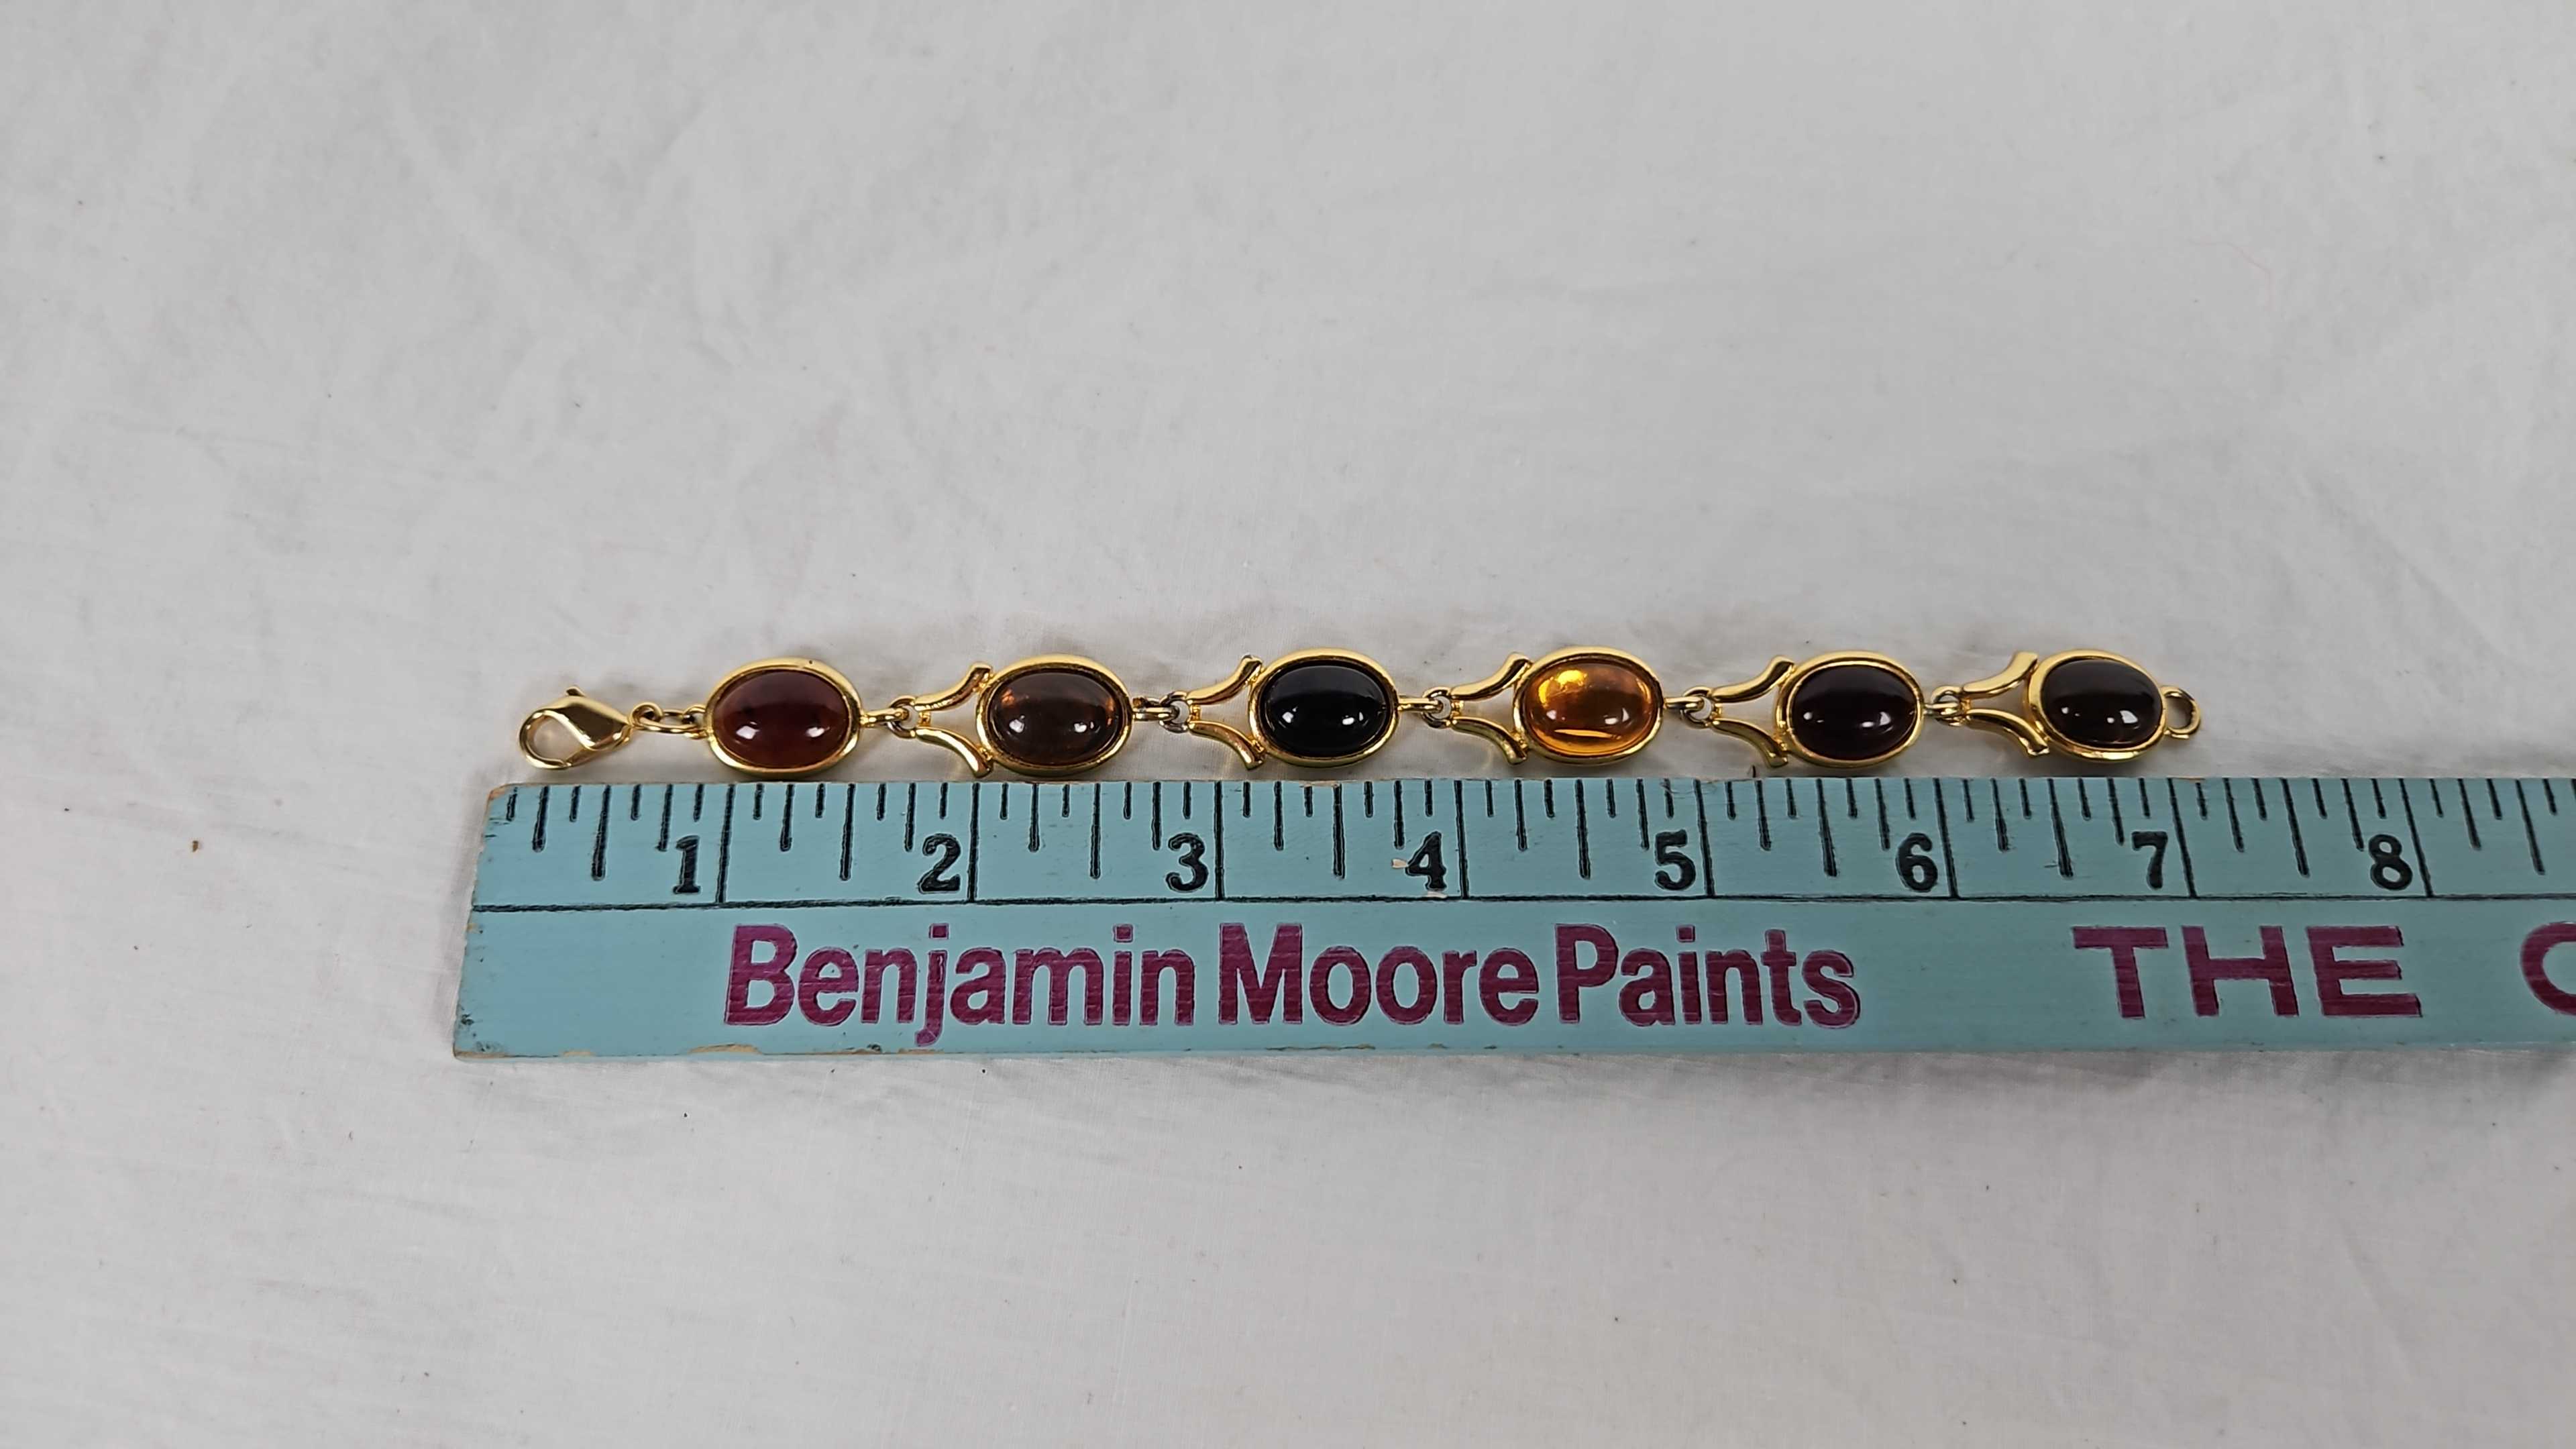 1 2 3 4 5 6 7 8
Benjamin Moore Paints THE